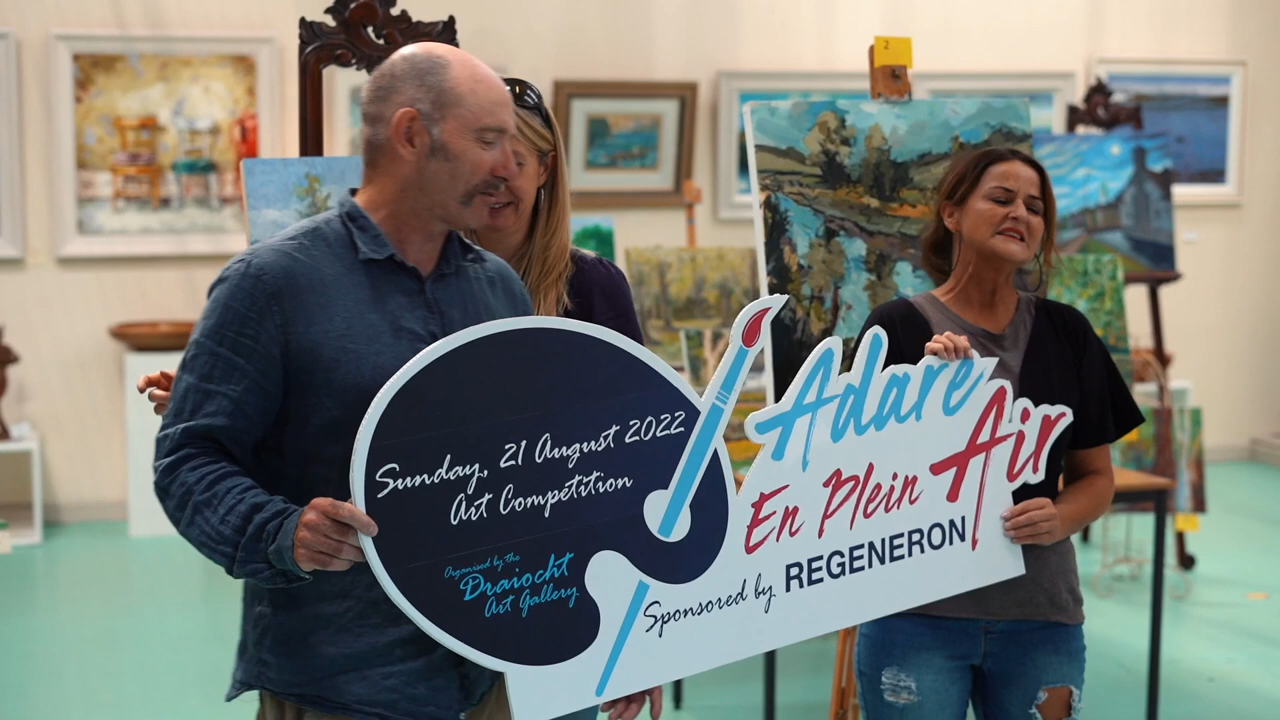 2
Sunday, 21 August 2022
Art Competition
Organised by the
Draiocht
Art Gallery
Adare
En Plein Air
Sponsored by REGENERON